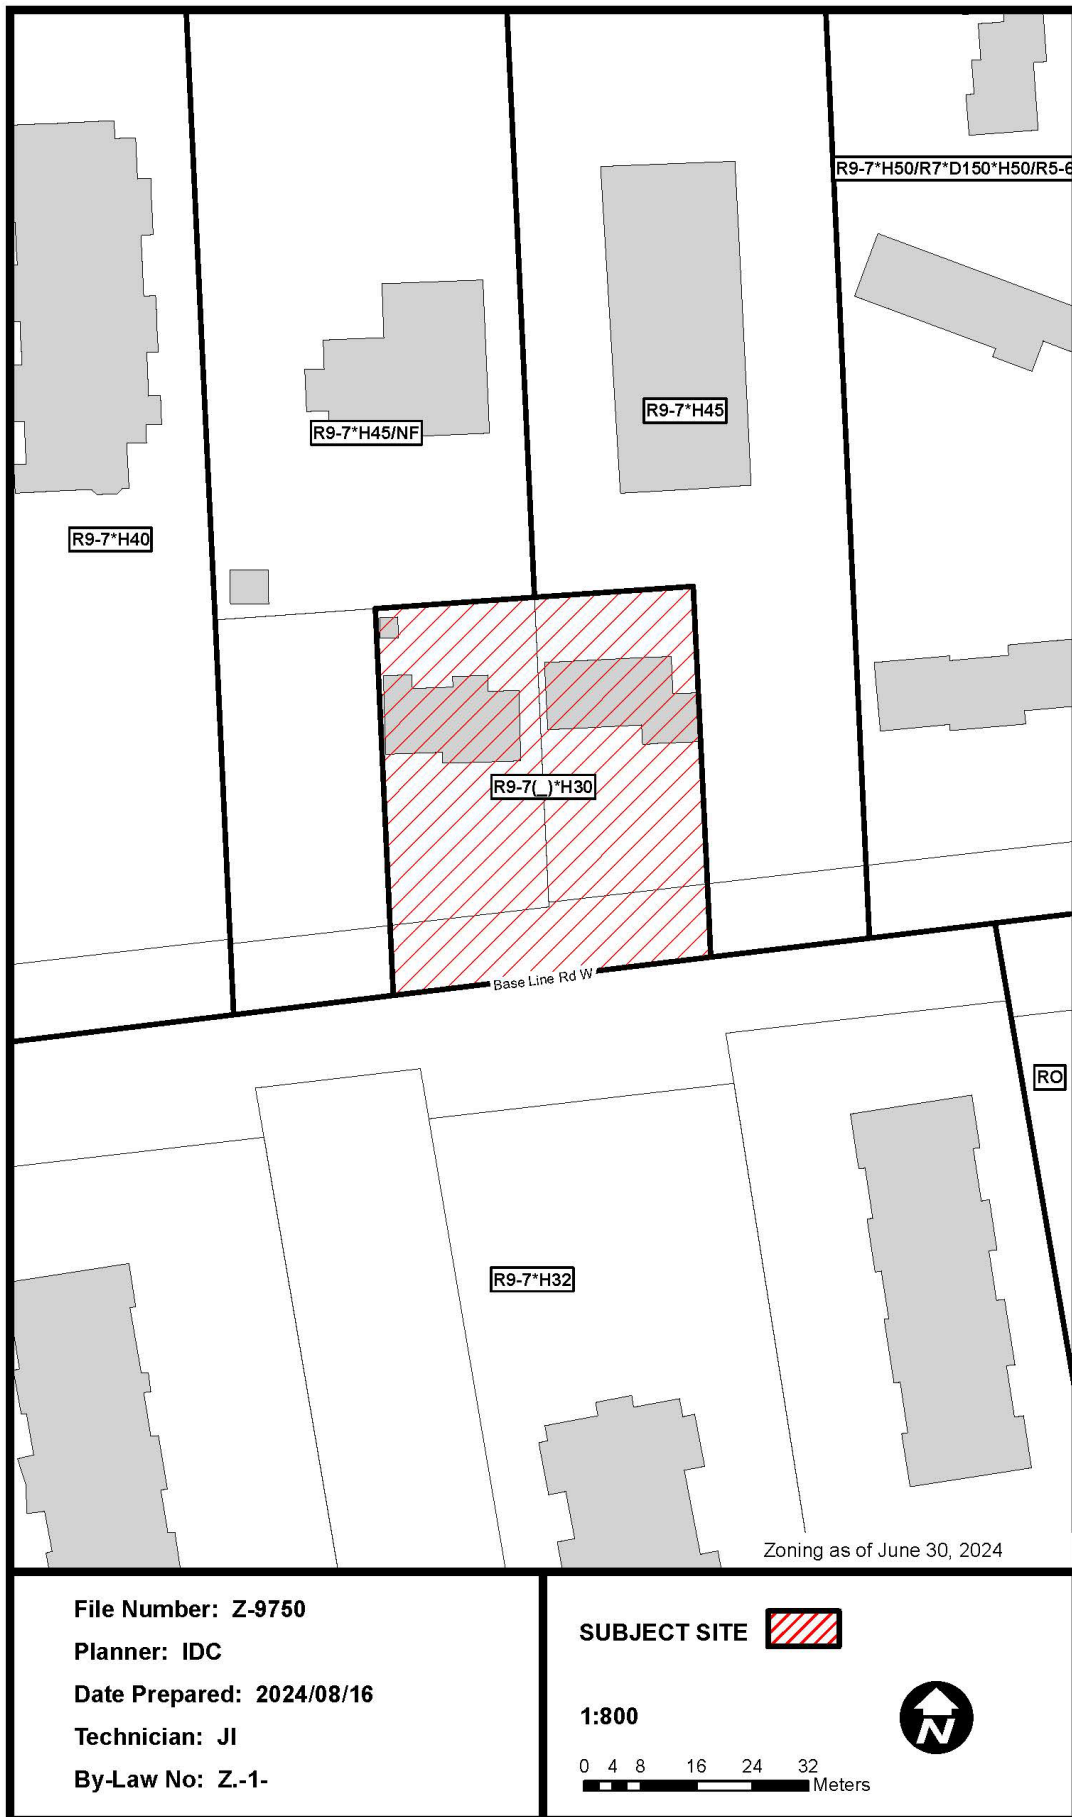 R9-7*H50/R7*D150*H50/R5-6
R9-7*H45
R9-7*H45/NF
R9-7*H40
R9-7(_)*H30
Base Line Rd W
RO
R9-7*H32
Zoning as of June 30, 2024
File Number: Z-9750
Planner: IDC
Date Prepared: 2024/08/16
Technician: JI
By-Law No: Z.-1-
SUBJECT SITE
1:800
N
0 4 8 16 24 32
Meters